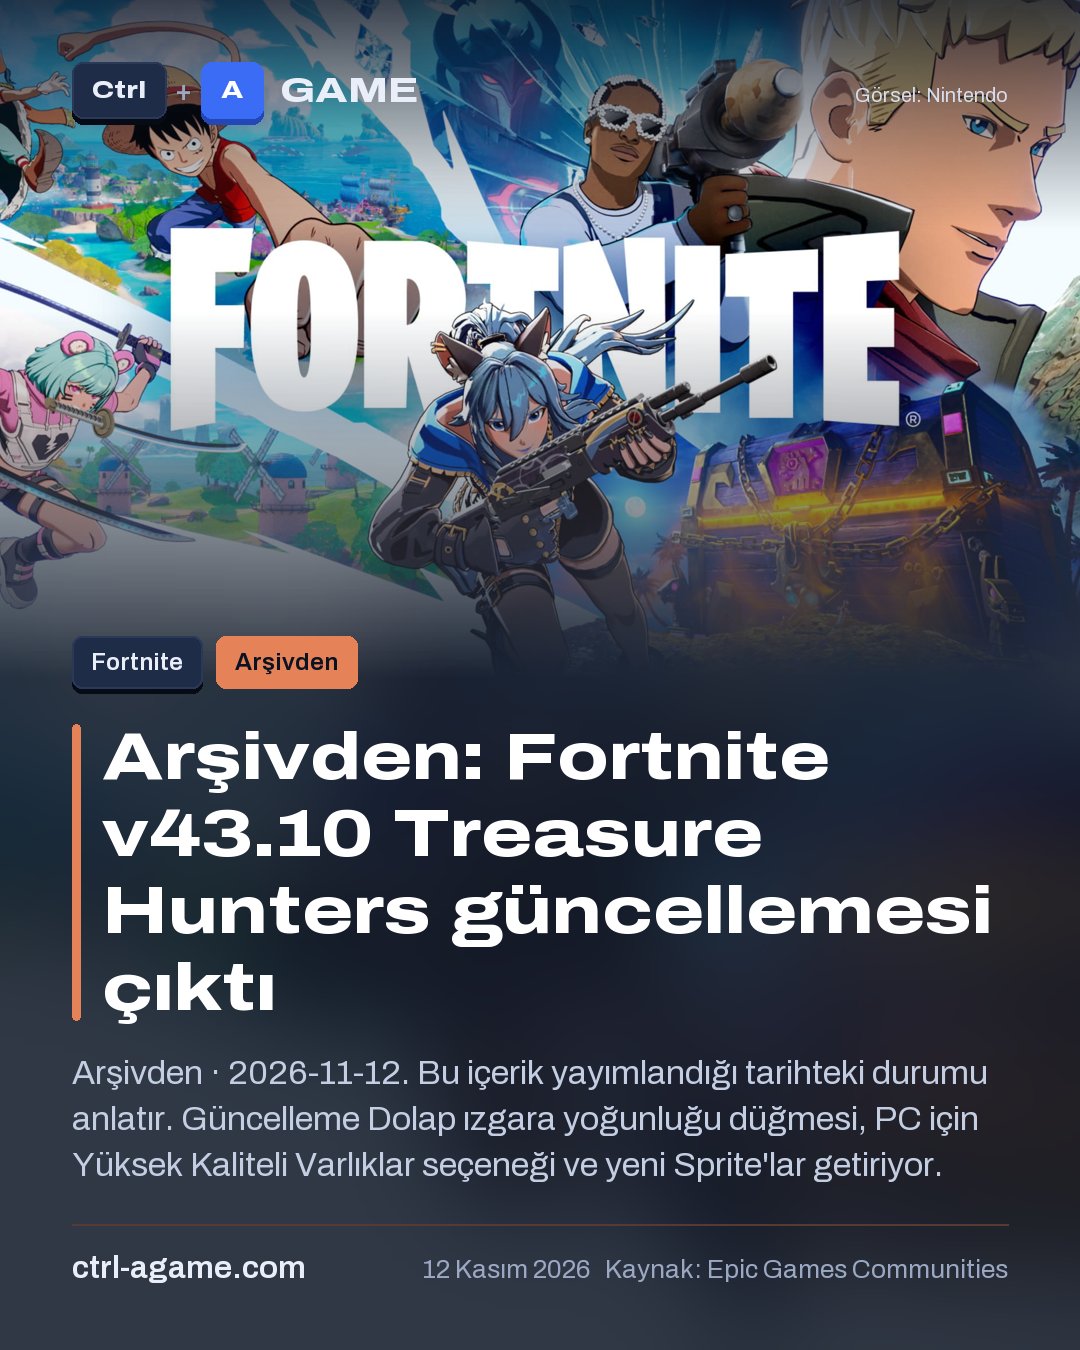 Ctrl + A GAME
Görsel: Nintendo
FORTNITE®
Fortnite
Arşivden
Arşivden: Fortnite
v43.10 Treasure
Hunters güncellemesi
çıktı
Arşivden · 2026-11-12. Bu içerik yayımlandığı tarihteki durumu
anlatır. Güncelleme Dolap ızgara yoğunluğu düğmesi, PC için
Yüksek Kaliteli Varlıklar seçeneği ve yeni Sprite'lar getiriyor.
ctrl-agame.com
12 Kasım 2026 Kaynak: Epic Games Communities